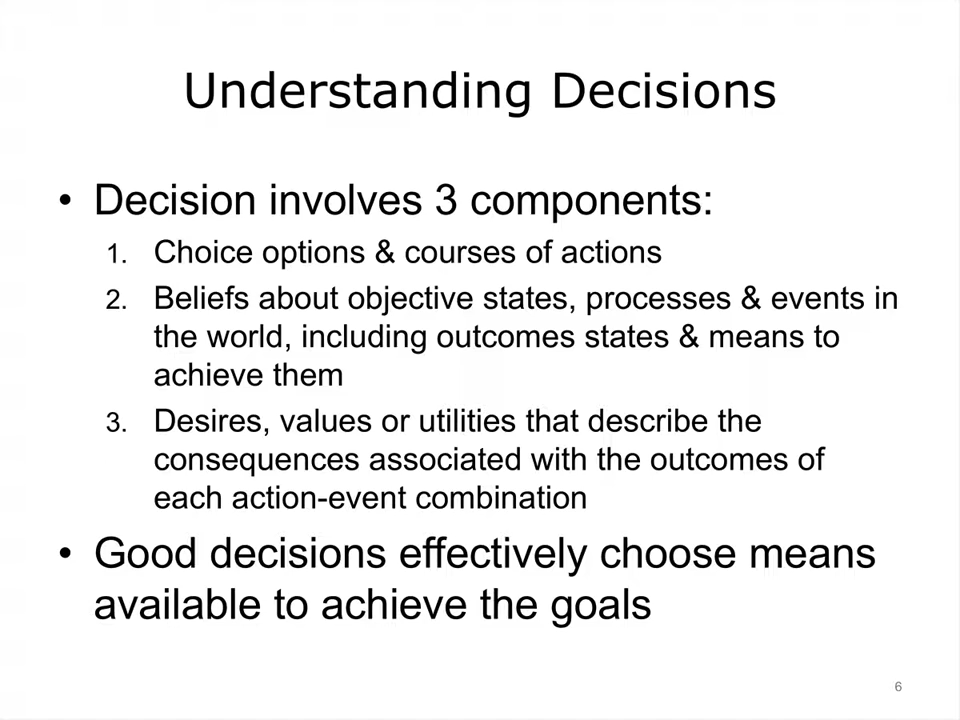 Understanding Decisions
• Decision involves 3 components:
1. Choice options & courses of actions
2. Beliefs about objective states, processes & events in
the world, including outcomes states & means to
achieve them
3. Desires, values or utilities that describe the
consequences associated with the outcomes of
each action-event combination
• Good decisions effectively choose means
available to achieve the goals
6